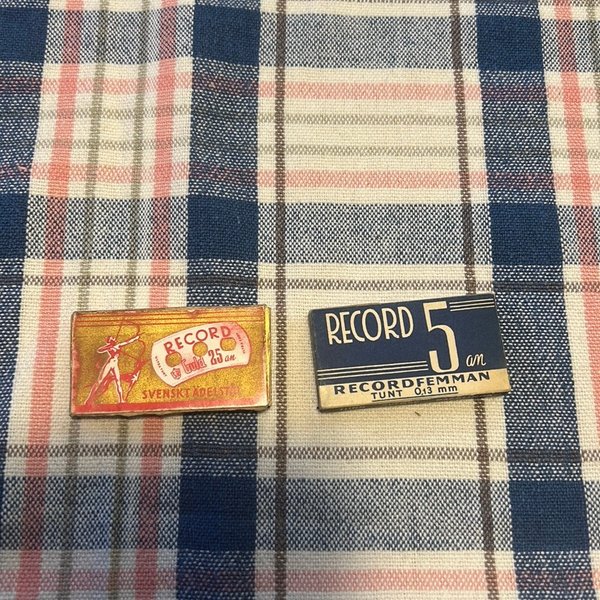 RECORD
Guld
25 an
SVENSKT ÄDELSTÅL
RECORD 5 an
RECORDFEMMAN
TUNT 0,13 mm